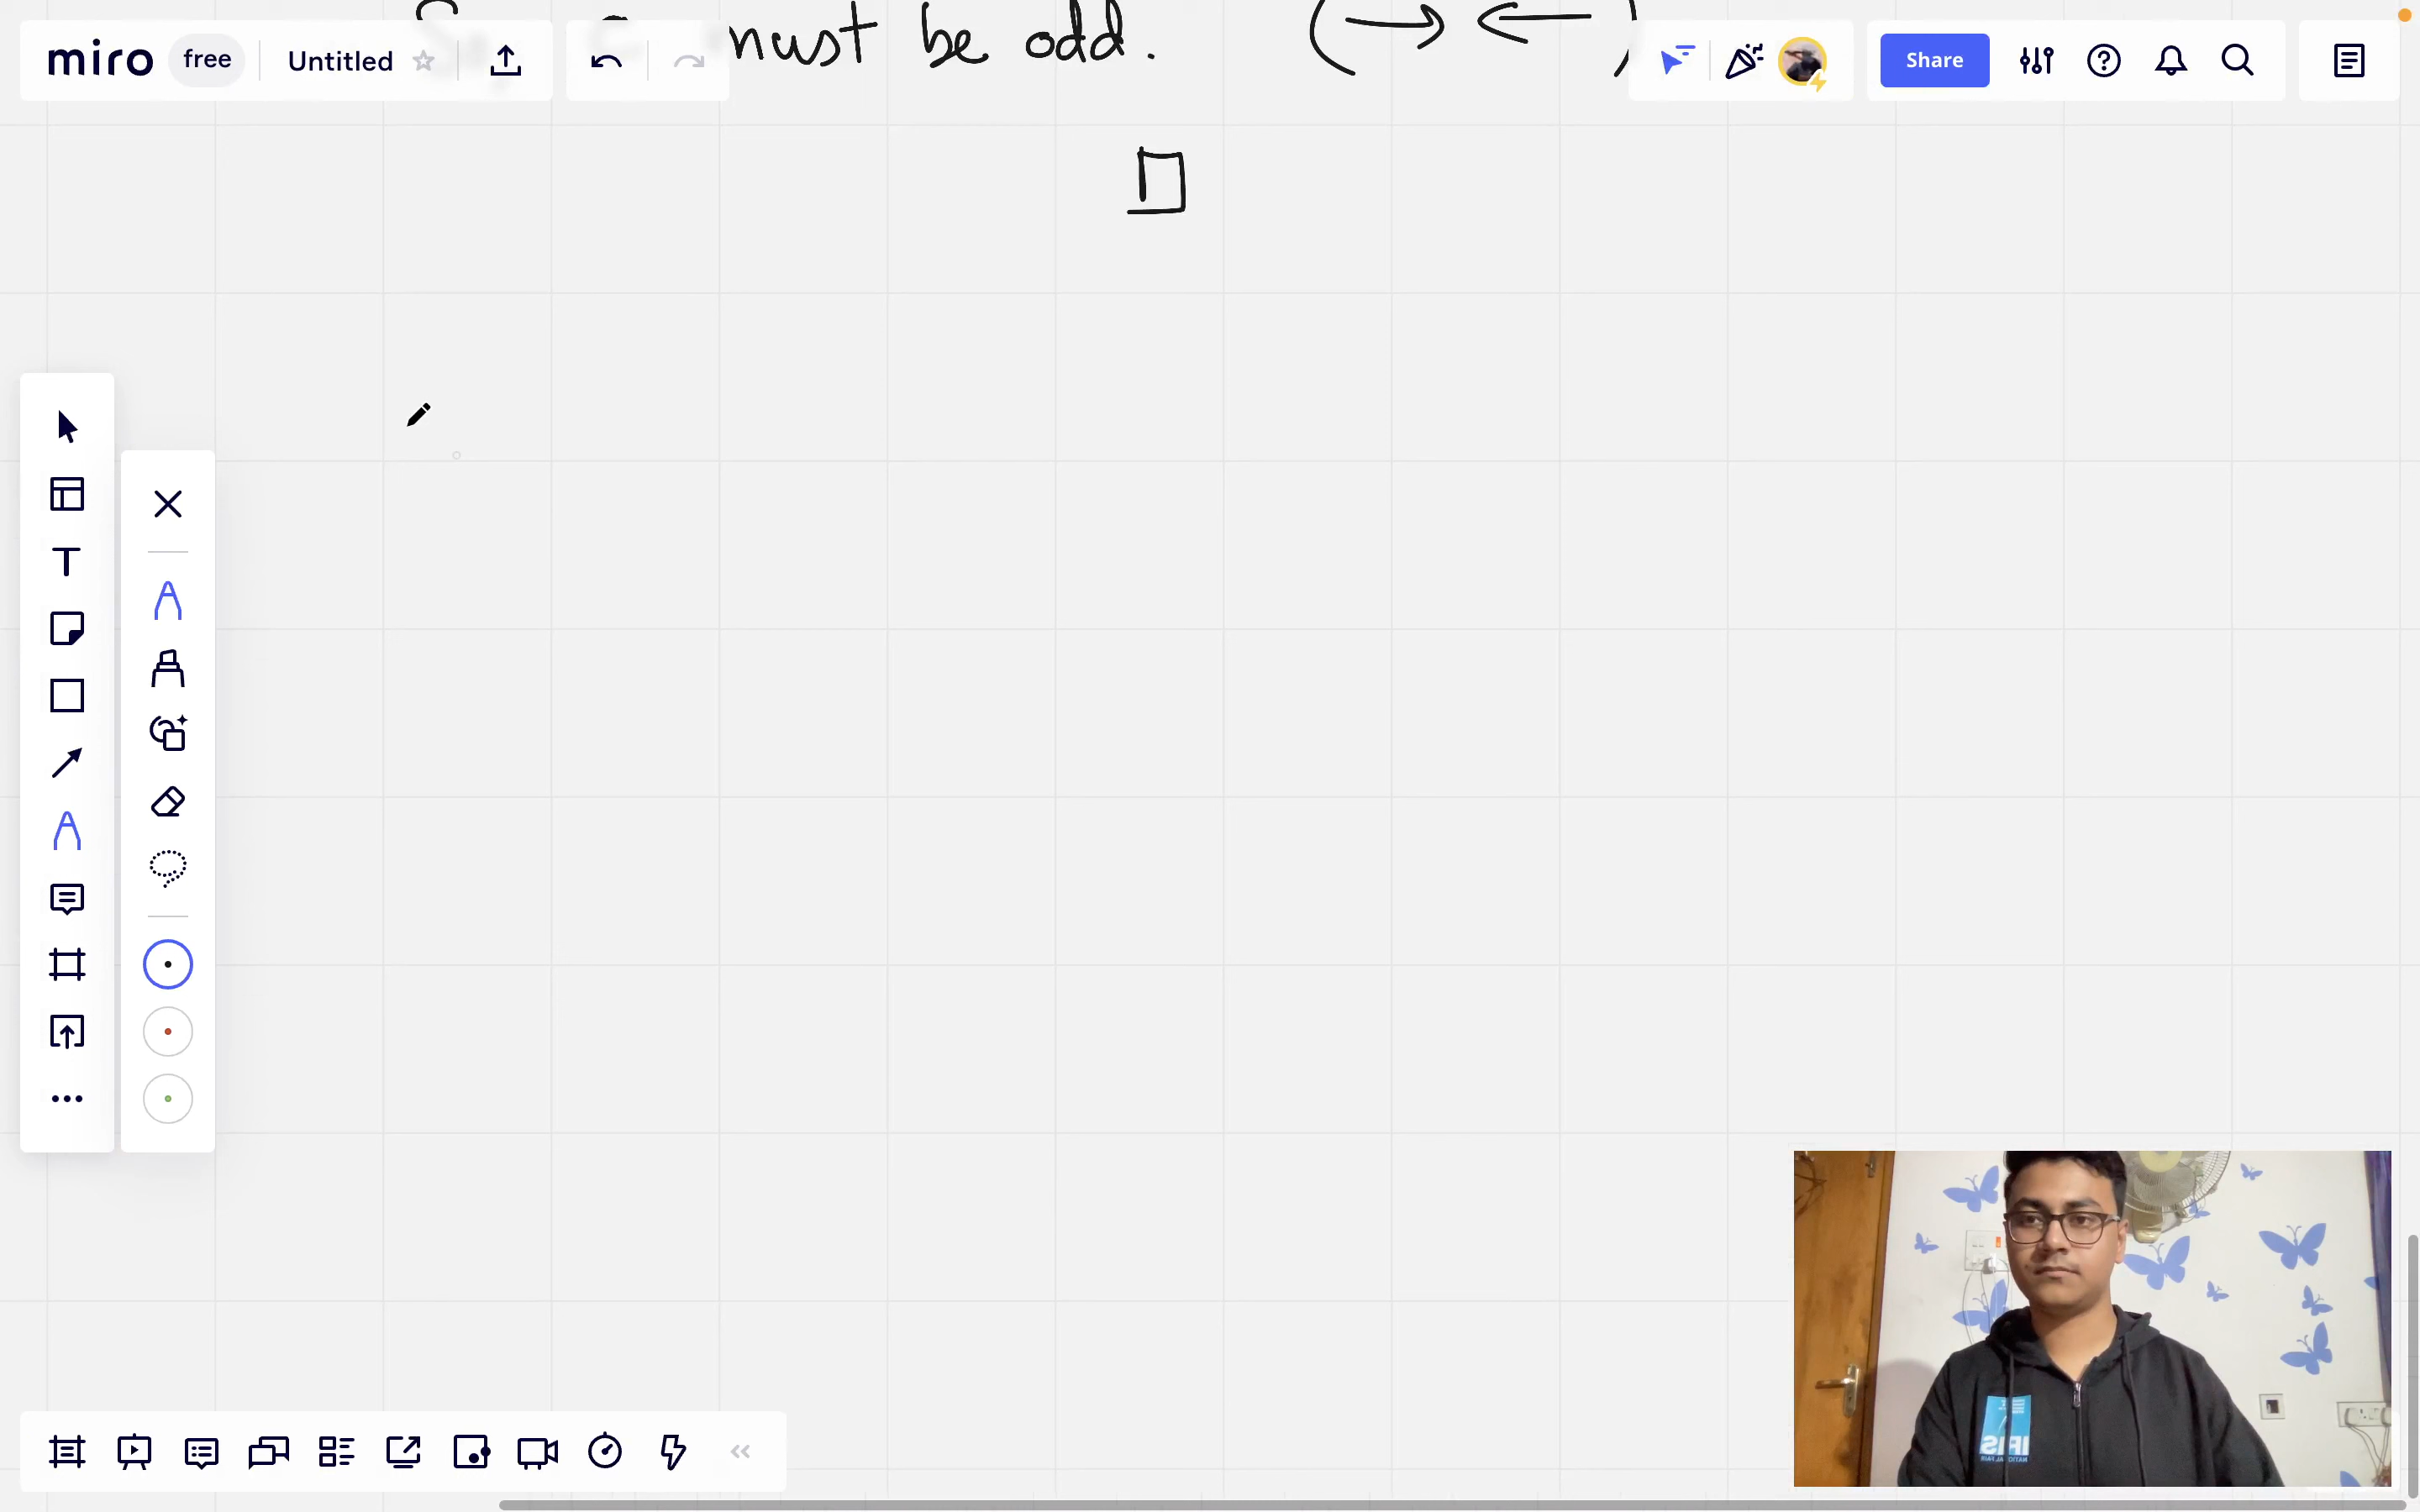 must be odd. (→ ←)
miro free Untitled
Share